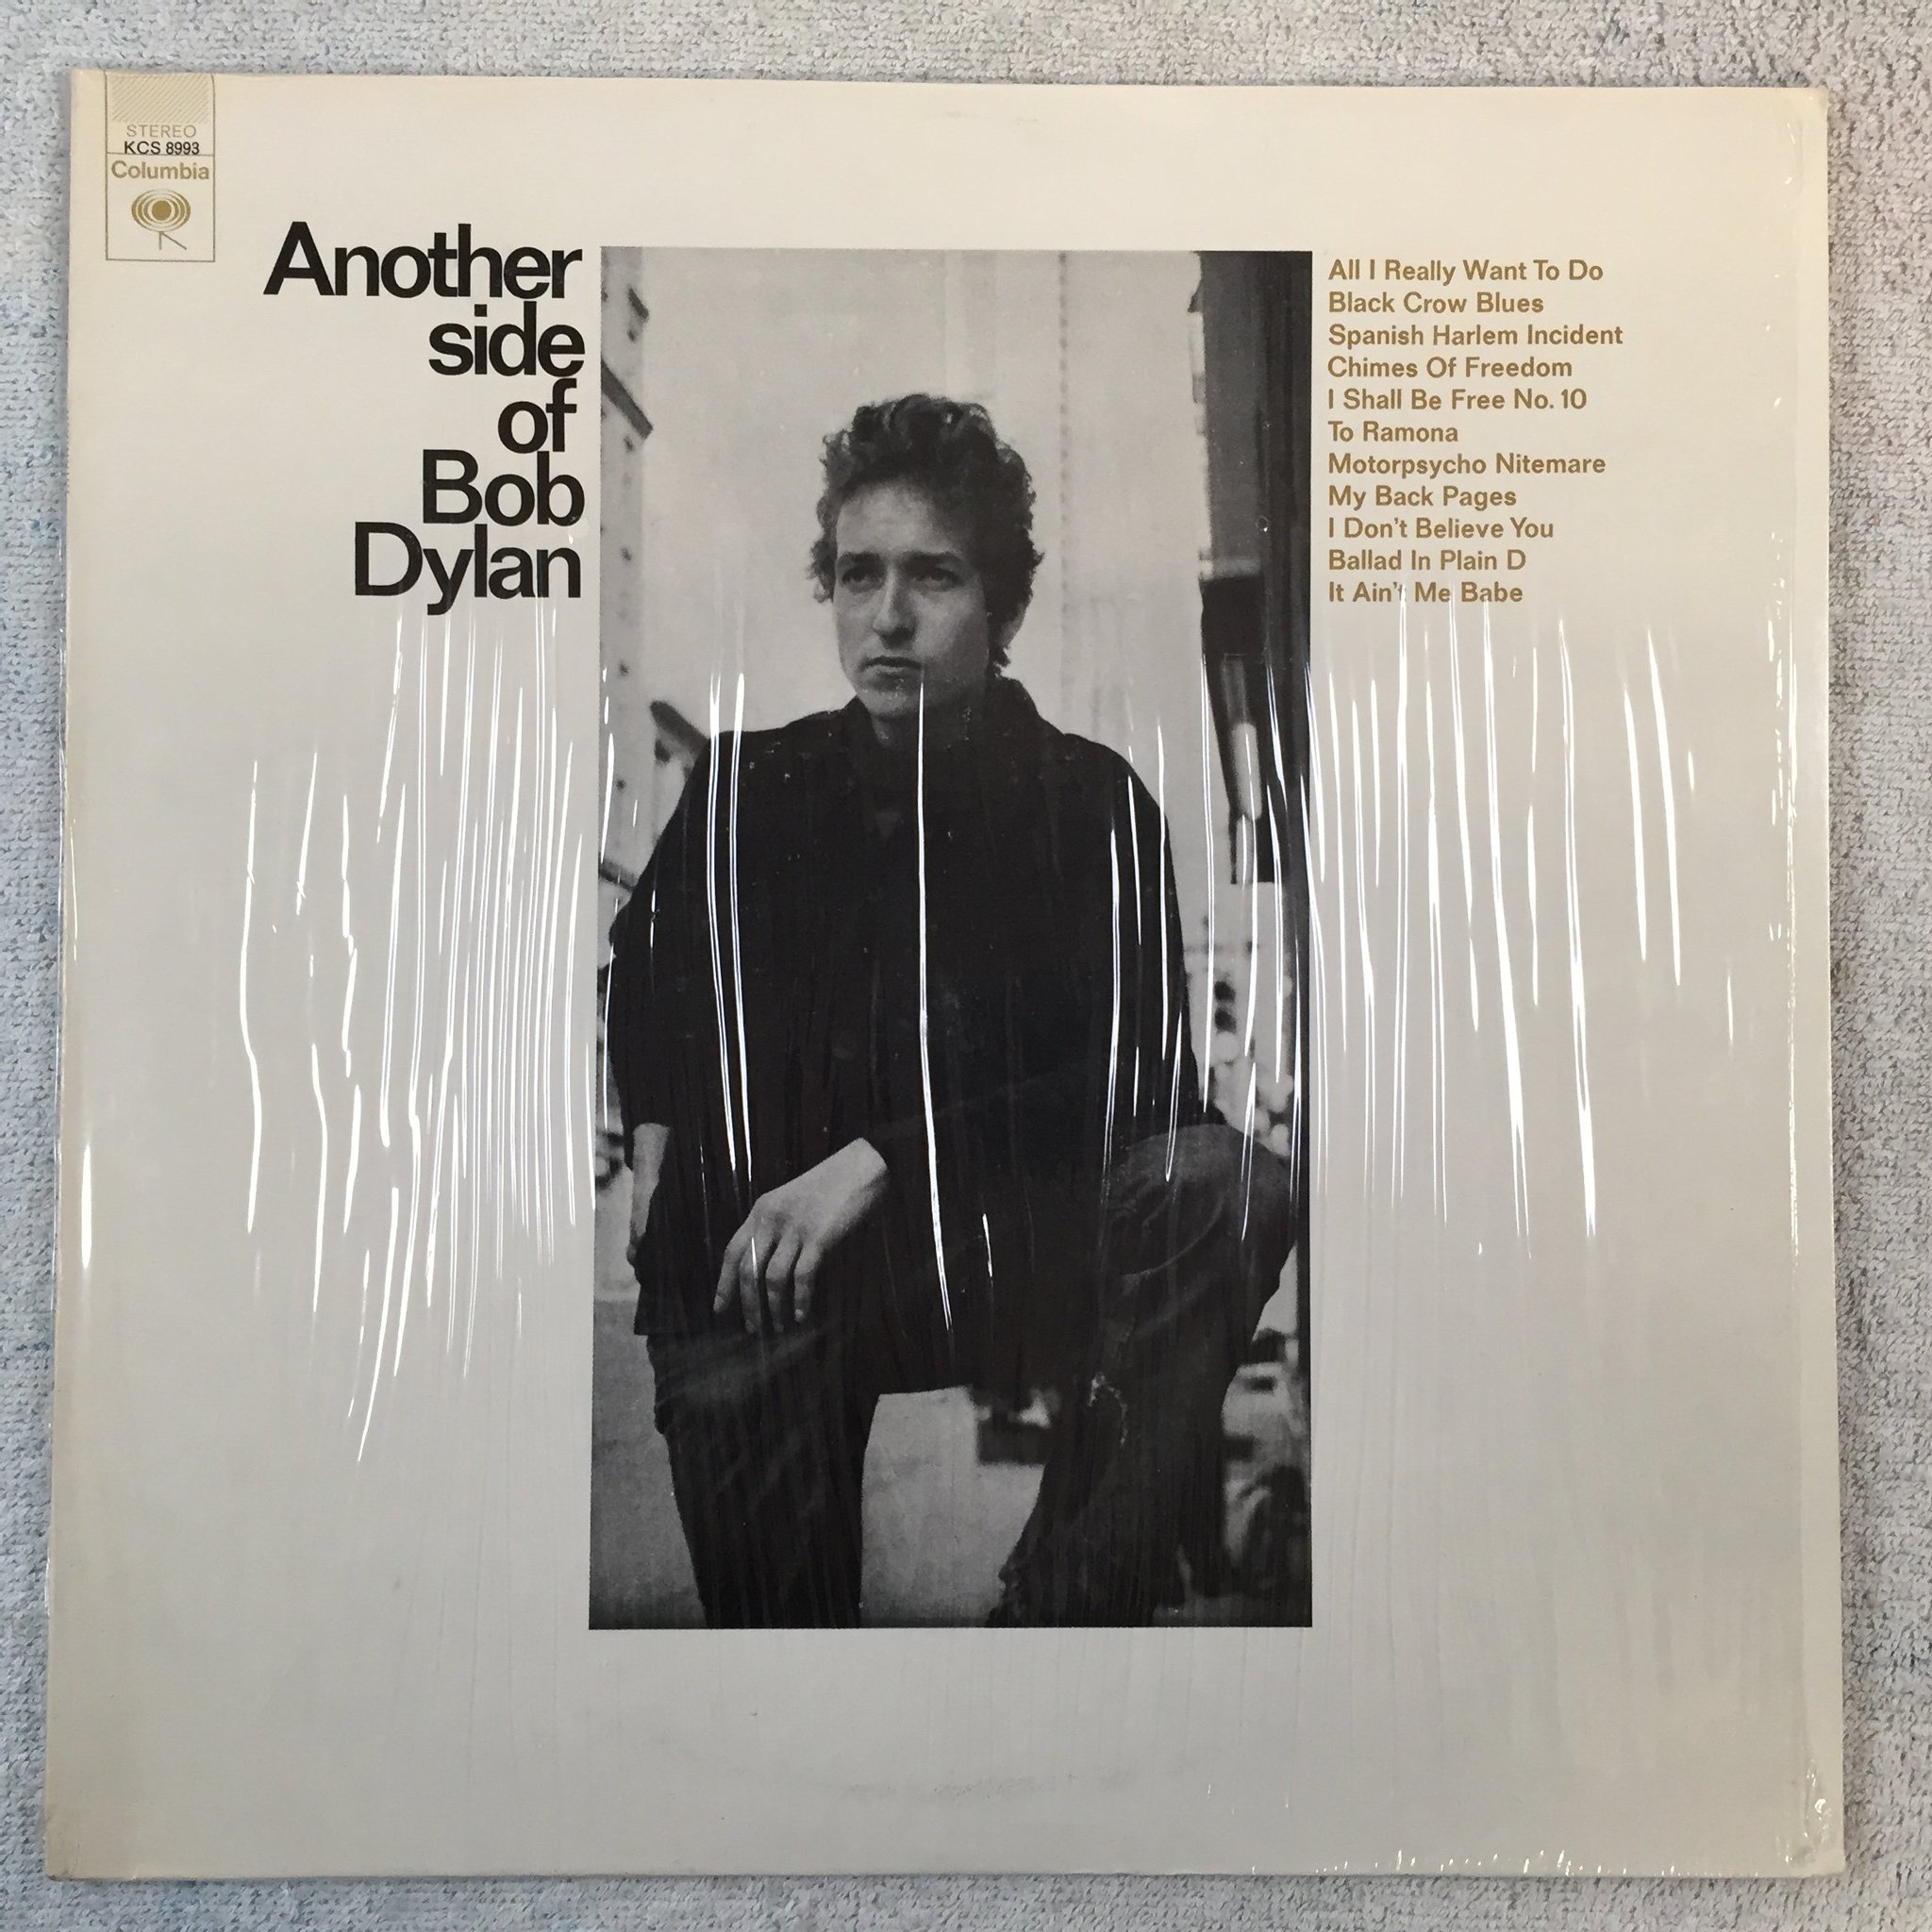 STEREO
KCS 8993
Columbia
Another
side
of
Bob
Dylan
All I Really Want To Do
Black Crow Blues
Spanish Harlem Incident
Chimes Of Freedom
I Shall Be Free No. 10
To Ramona
Motorpsycho Nitemare
My Back Pages
I Don't Believe You
Ballad In Plain D
It Ain't Me Babe